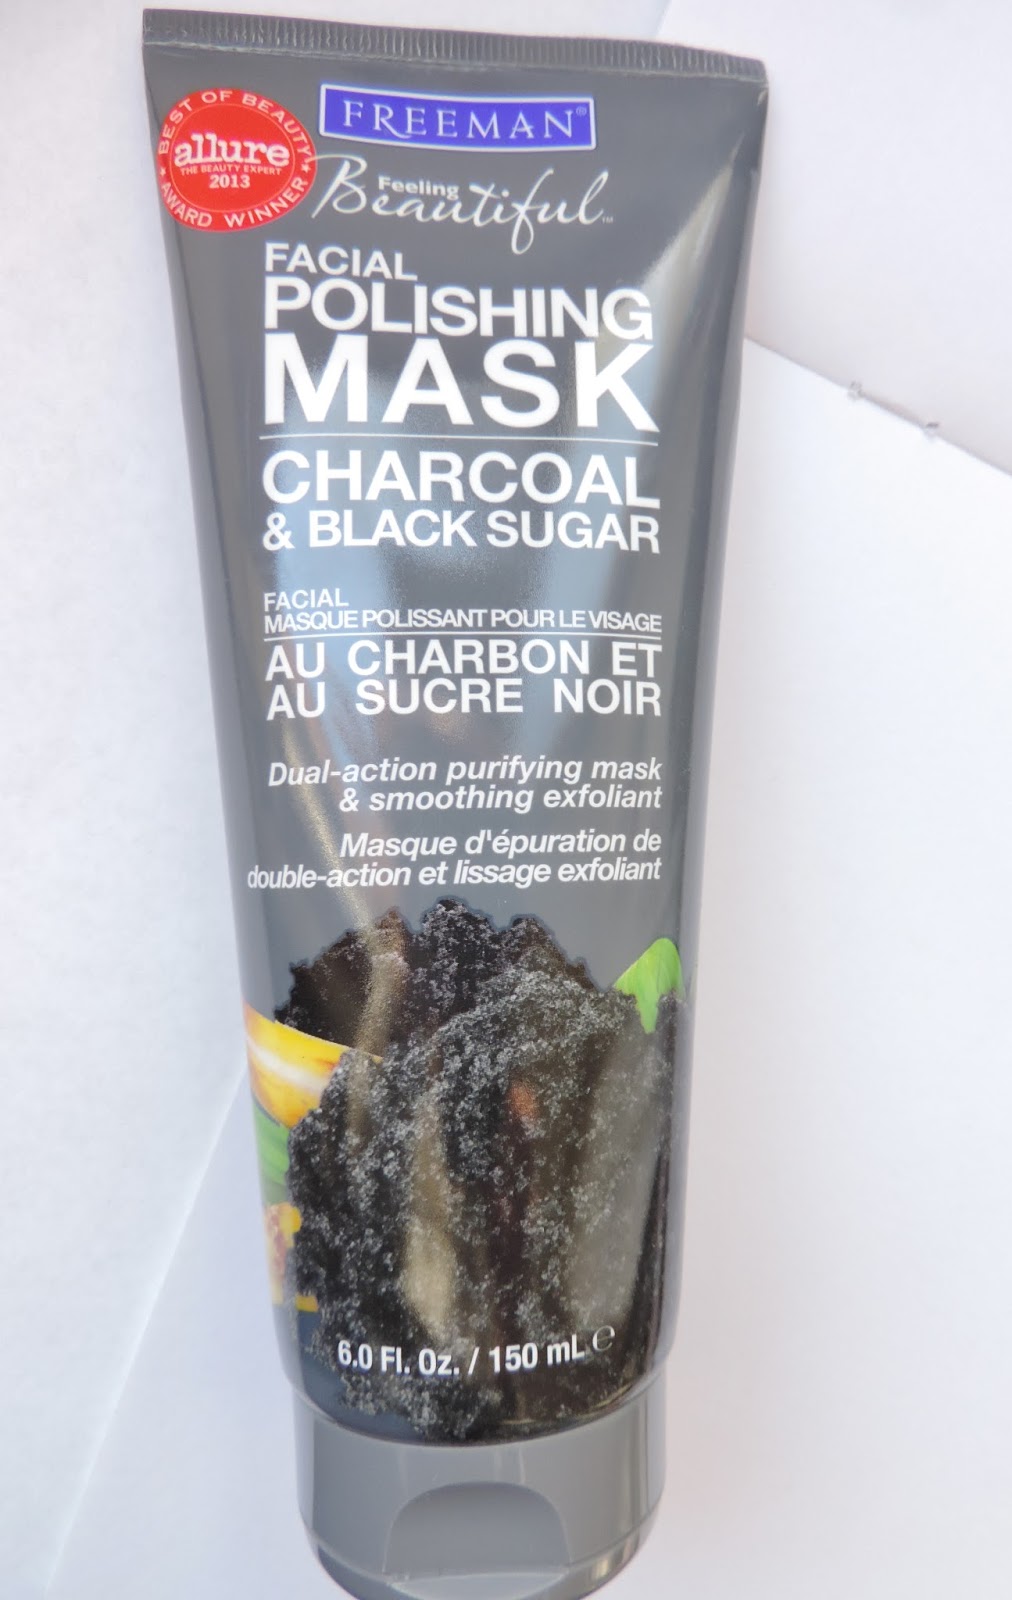 BEST OF BEAUTY
allure
THE BEAUTY EXPERT
2013
AWARD WINNER
FREEMAN®
Feeling
Beautiful™
FACIAL
POLISHING
MASK
CHARCOAL
& BLACK SUGAR
FACIAL
MASQUE POLISSANT POUR LE VISAGE
AU CHARBON ET
AU SUCRE NOIR
Dual-action purifying mask
& smoothing exfoliant
Masque d'épuration de
double-action et lissage exfoliant
6.0 Fl. Oz. / 150 mL ℮